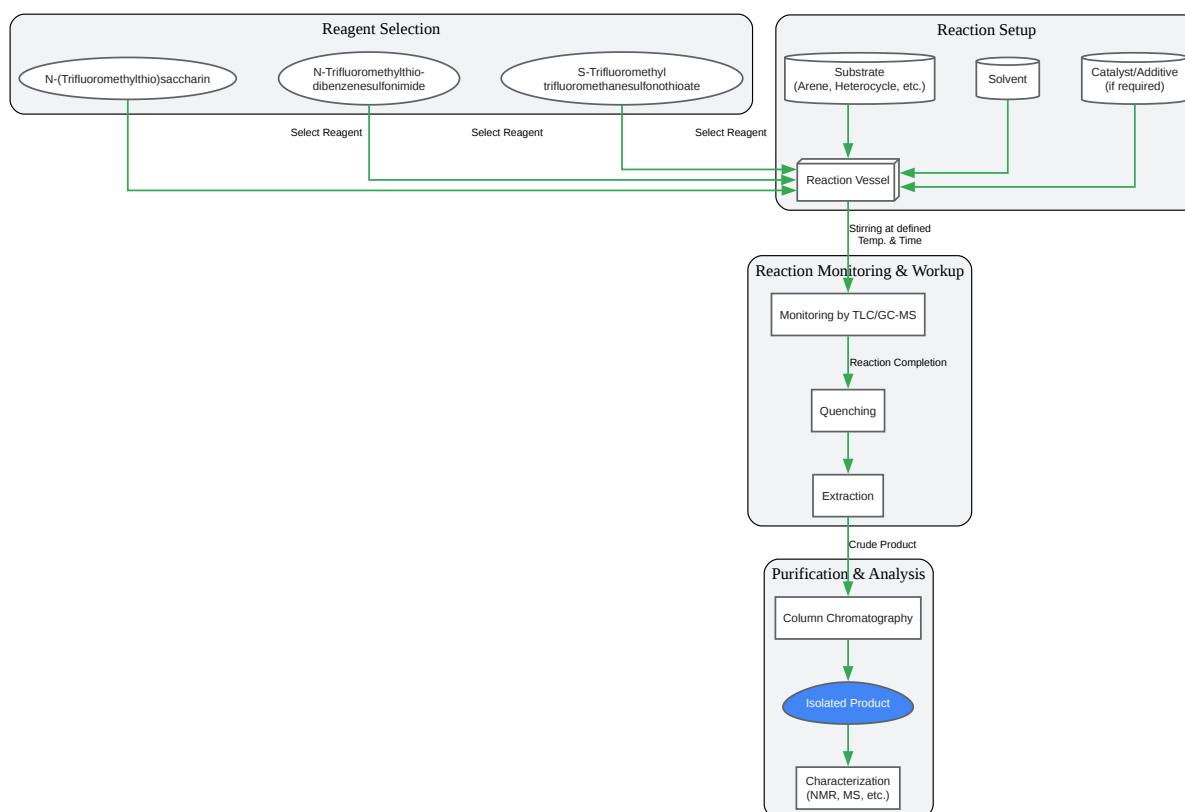 Reagent Selection
Reaction Setup
N-(Trifluoromethylthio)saccharin
N-Trifluoromethylthio-
dibenzenesulfonimide
S-Trifluoromethyl
trifluoromethanesulfonothioate
Substrate
(Arene, Heterocycle, etc.)
Solvent
Catalyst/Additive
(if required)
Select Reagent
Select Reagent
Select Reagent
Reaction Vessel
Stirring at defined
Temp. & Time
Reaction Monitoring & Workup
Monitoring by TLC/GC-MS
Reaction Completion
Quenching
Extraction
Crude Product
Purification & Analysis
Column Chromatography
Isolated Product
Characterization
(NMR, MS, etc.)